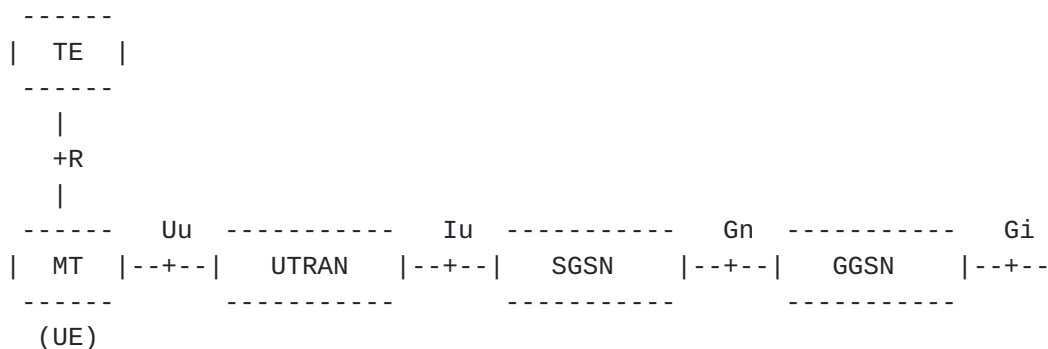 ------
|  TE  |
 ------
   |
   +R
   |
 ------   Uu  -----------   Iu  -----------   Gn  -----------   Gi
|  MT  |--+--|   UTRAN   |--+--|   SGSN    |--+--|   GGSN    |--+--
 ------       -----------       -----------       -----------
  (UE)